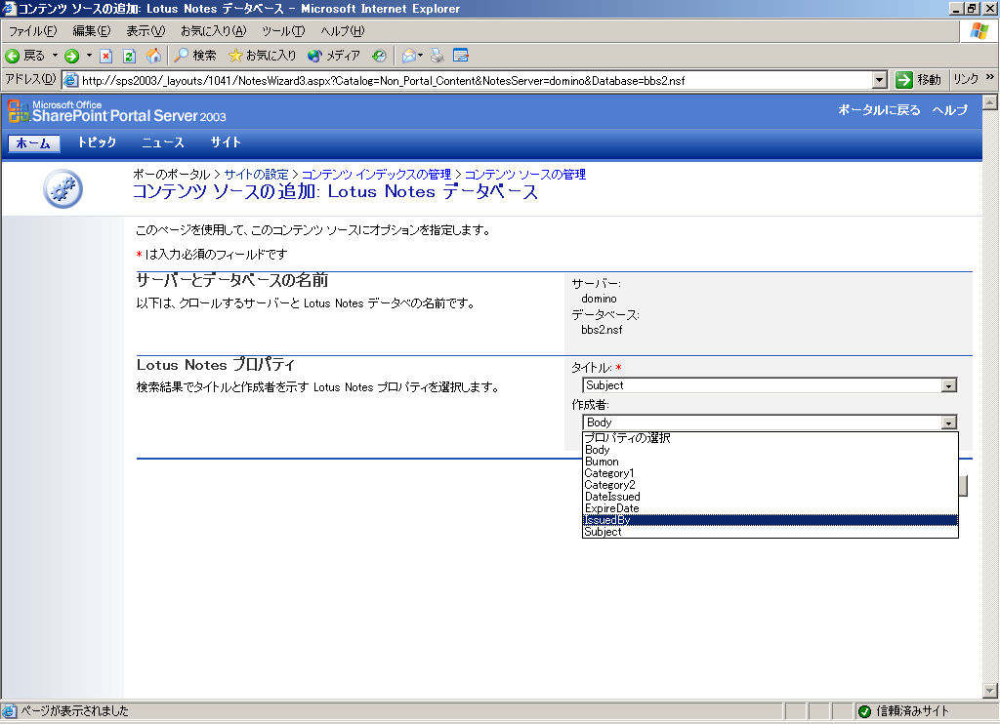 コンテンツ ソースの追加: Lotus Notes データベース - Microsoft Internet Explorer
ファイル(F) 編集(E) 表示(V) お気に入り(A) ツール(T) ヘルプ(H)
戻る 検索 お気に入り メディア
アドレス(D) http://sps2003/_layouts/1041/NotesWizard3.aspx?Catalog=Non_Portal_Content&NotesServer=domino&Database=bbs2.nsf 移動 リンク »
Microsoft Office
SharePoint Portal Server 2003
ポータルに戻る ヘルプ
ホーム トピック ニュース サイト
ポーのポータル > サイトの設定 > コンテンツ インデックスの管理 > コンテンツ ソースの管理
コンテンツ ソースの追加: Lotus Notes データベース
このページを使用して、このコンテンツ ソースにオプションを指定します。
* は入力必須のフィールドです
サーバーとデータベースの名前
以下は、クロールするサーバーと Lotus Notes データベの名前です。
サーバー:
domino
データベース:
bbs2.nsf
Lotus Notes プロパティ
検索結果でタイトルと作成者を示す Lotus Notes プロパティを選択します。
タイトル: *
Subject
作成者:
Body
プロパティの選択
Body
Bumon
Category1
Category2
DateIssued
ExpireDate
IssuedBy
Subject
ページが表示されました
信頼済みサイト